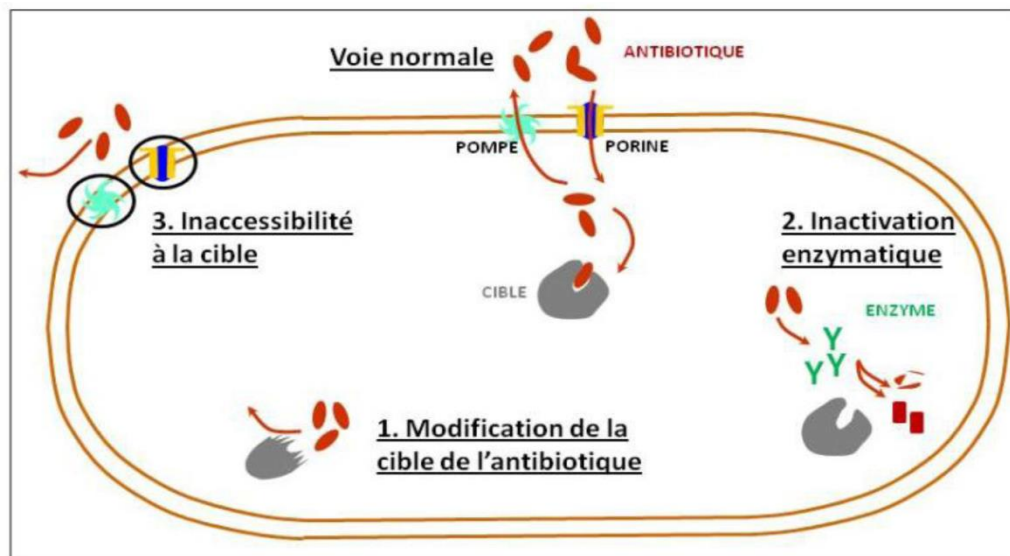 Voie normale
ANTIBIOTIQUE
POMPE
PORINE
3. Inaccessibilité
à la cible
2. Inactivation
enzymatique
CIBLE
ENZYME
1. Modification de la
cible de l'antibiotique